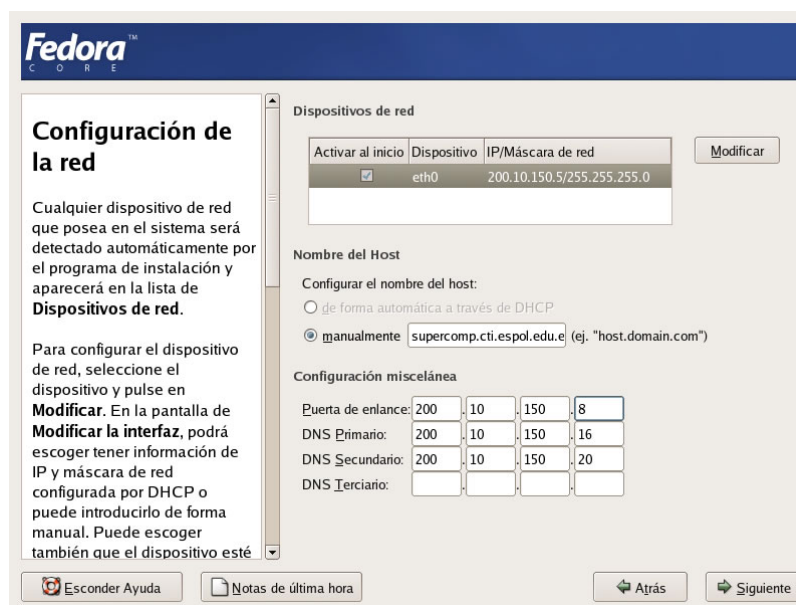 Fedora™
CORE
Configuración de
la red
Cualquier dispositivo de red
que posea en el sistema será
detectado automáticamente por
el programa de instalación y
aparecerá en la lista de
Dispositivos de red.
Para configurar el dispositivo
de red, seleccione el
dispositivo y pulse en
Modificar. En la pantalla de
Modificar la interfaz, podrá
escoger tener información de
IP y máscara de red
configurada por DHCP o
puede introducirlo de forma
manual. Puede escoger
también que el dispositivo esté
Dispositivos de red
Activar al inicio Dispositivo IP/Máscara de red
eth0 200.10.150.5/255.255.255.0
Modificar
Nombre del Host
Configurar el nombre del host:
de forma automática a través de DHCP
manualmente supercomp.cti.espol.edu.e (ej. "host.domain.com")
Configuración miscelánea
Puerta de enlance: 200 . 10 . 150 . 8
DNS Primario: 200 . 10 . 150 . 16
DNS Secundario: 200 . 10 . 150 . 20
DNS Terciario: . . .
Esconder Ayuda Notas de última hora Atrás Siguiente